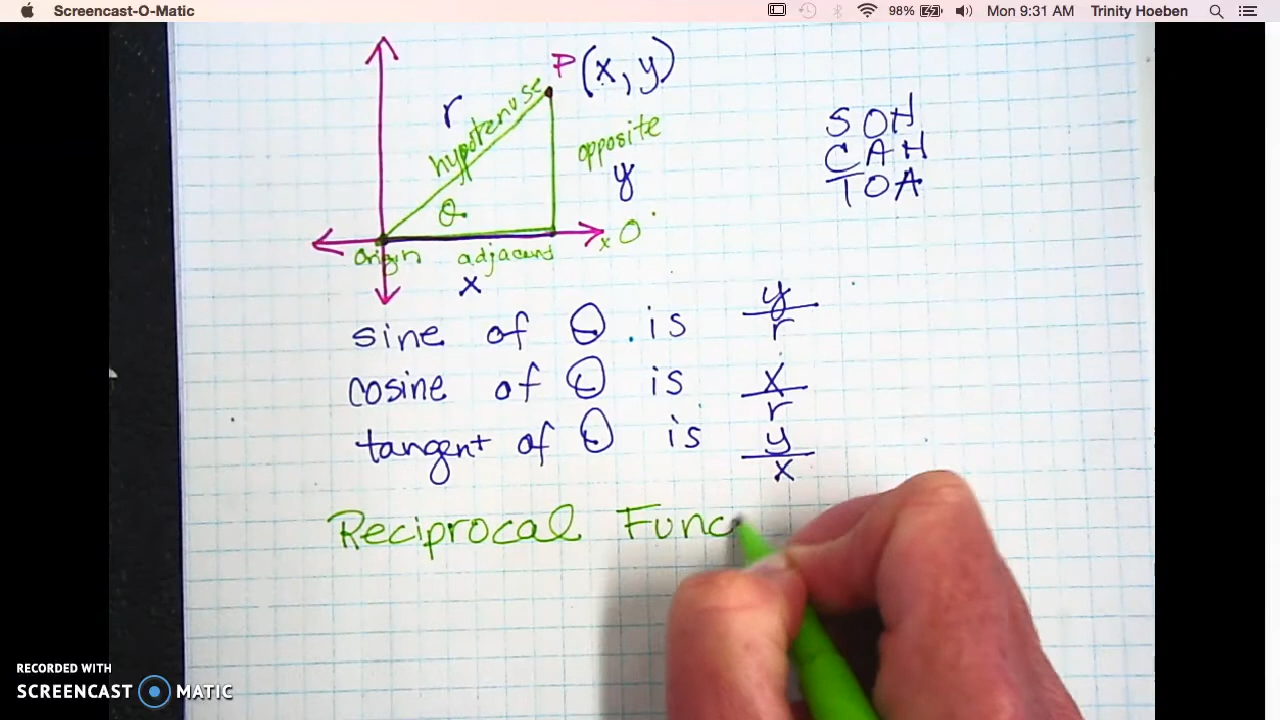 Screencast-O-Matic 98% Mon 9:31 AM Trinity Hoeben
P (x, y)
r
hypotenuse
opposite
y
θ
origin
adjacent
x
x
0
SOH
CAH
TOA
sine of θ is y/r
cosine of θ is x/r
tangent of θ is y/x
Reciprocal Func
RECORDED WITH
SCREENCAST O MATIC